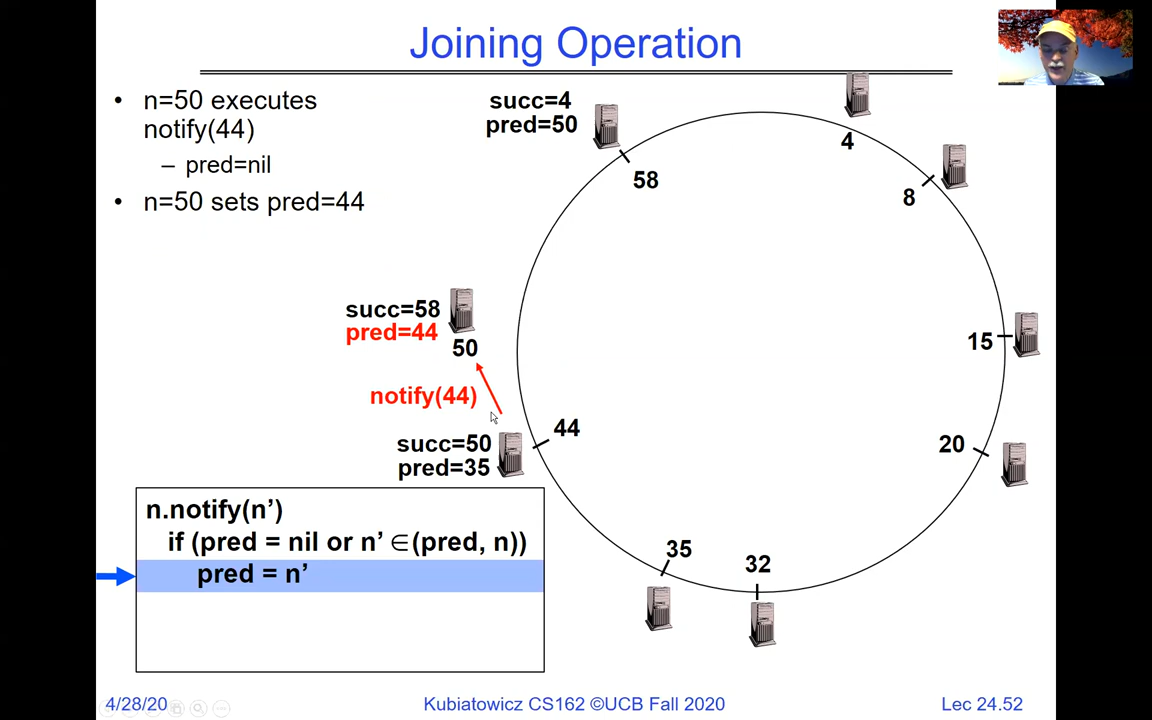 Joining Operation
• n=50 executes
notify(44)
– pred=nil
• n=50 sets pred=44
succ=4
pred=50
58
4
8
15
20
32
35
44
succ=58
pred=44
50
notify(44)
succ=50
pred=35
n.notify(n’)
if (pred = nil or n’ ∈(pred, n))
pred = n’
4/28/20
Kubiatowicz CS162 ©UCB Fall 2020
Lec 24.52